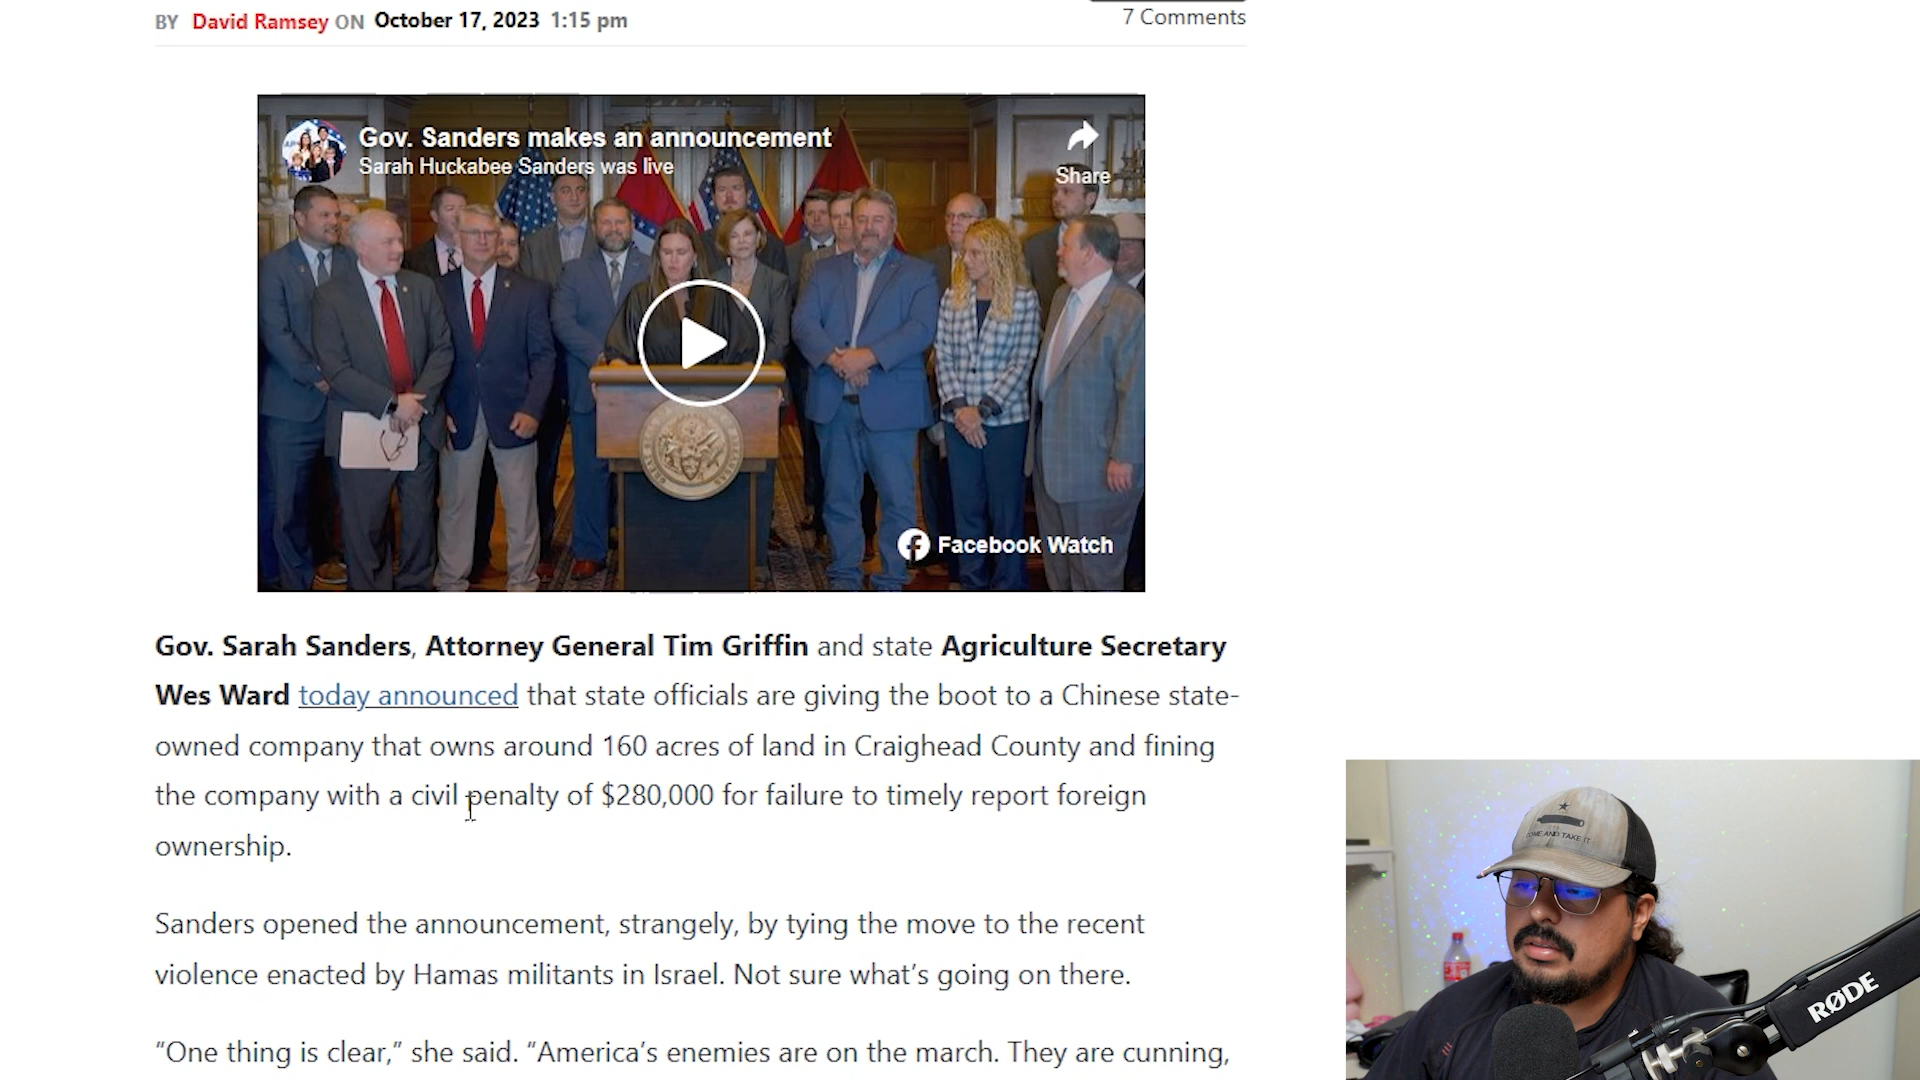 BY David Ramsey ON October 17, 2023 1:15 pm
7 Comments
Gov. Sanders makes an announcement
Sarah Huckabee Sanders was live
Share
Facebook Watch
Gov. Sarah Sanders, Attorney General Tim Griffin and state Agriculture Secretary
Wes Ward today announced that state officials are giving the boot to a Chinese state-
owned company that owns around 160 acres of land in Craighead County and fining
the company with a civil penalty of $280,000 for failure to timely report foreign
ownership.
Sanders opened the announcement, strangely, by tying the move to the recent
violence enacted by Hamas militants in Israel. Not sure what’s going on there.
“One thing is clear,” she said. “America’s enemies are on the march. They are cunning,
COME AND TAKE IT
RØDE